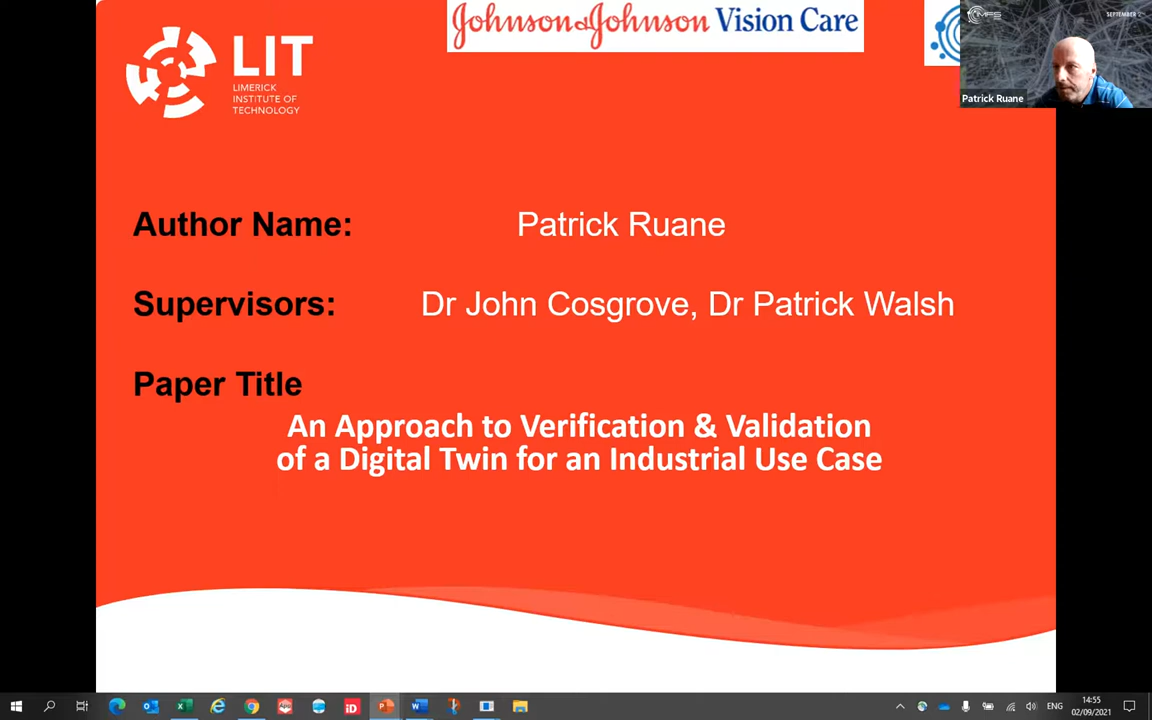 Johnson & Johnson Vision Care
LIT
LIMERICK
INSTITUTE OF
TECHNOLOGY
IMFS
SEPTEMBER
Patrick Ruane
Author Name:
Patrick Ruane
Supervisors:
Dr John Cosgrove, Dr Patrick Walsh
Paper Title
An Approach to Verification & Validation
of a Digital Twin for an Industrial Use Case
ENG
14:55
02/09/2021